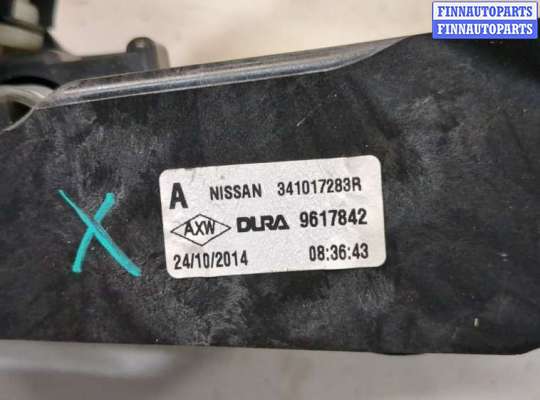 FINNAUTOPARTS
FINNAUTOPARTS
A NISSAN 341017283R
AXW DURA 9617842
24/10/2014 08:36:43
X